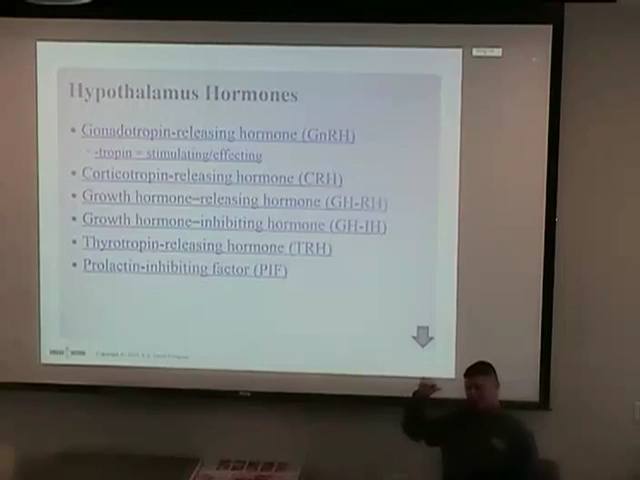 Hypothalamus Hormones
• Gonadotropin-releasing hormone (GnRH)
- -tropin = stimulating/effecting
• Corticotropin-releasing hormone (CRH)
• Growth hormone–releasing hormone (GH-RH)
• Growth hormone–inhibiting hormone (GH-IH)
• Thyrotropin-releasing hormone (TRH)
• Prolactin-inhibiting factor (PIF)